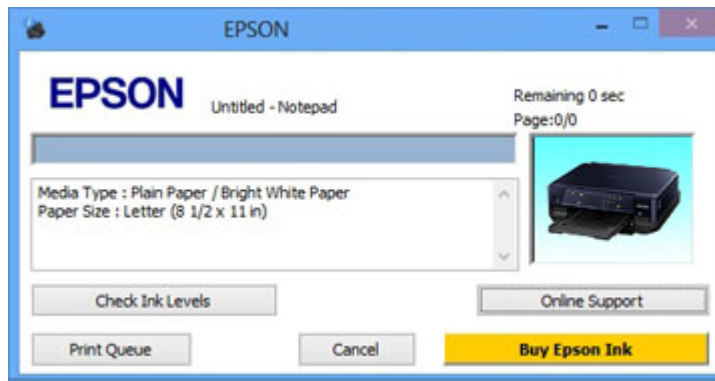 EPSON
EPSON
Untitled - Notepad
Remaining 0 sec
Page:0/0
Media Type : Plain Paper / Bright White Paper
Paper Size : Letter (8 1/2 x 11 in)
Check Ink Levels
Online Support
Print Queue
Cancel
Buy Epson Ink